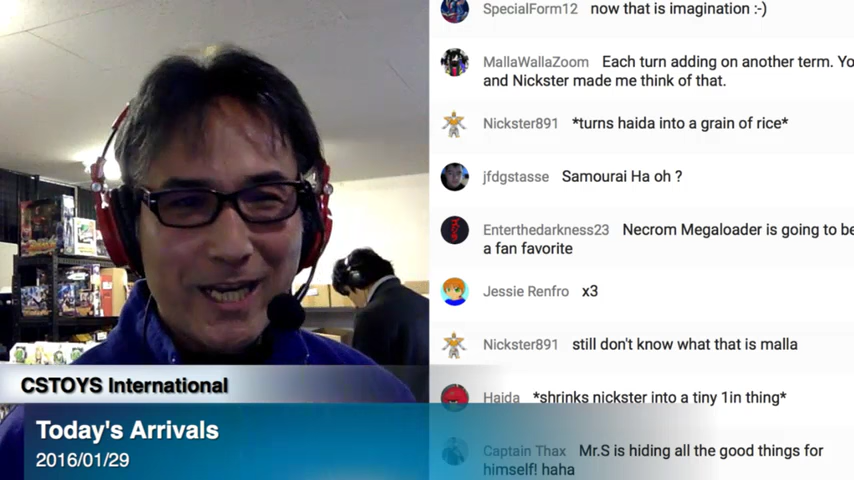 SpecialForm12 now that is imagination :-)
MallaWallaZoom Each turn adding on another term. Yo
and Nickster made me think of that.
Nickster891 *turns haida into a grain of rice*
jfdgstasse Samourai Ha oh ?
Enterthedarkness23 Necrom Megaloader is going to be
a fan favorite
Jessie Renfro x3
Nickster891 still don't know what that is malla
Haida *shrinks nickster into a tiny 1in thing*
Captain Thax Mr.S is hiding all the good things for
himself! haha
CSTOYS International
Today's Arrivals
2016/01/29